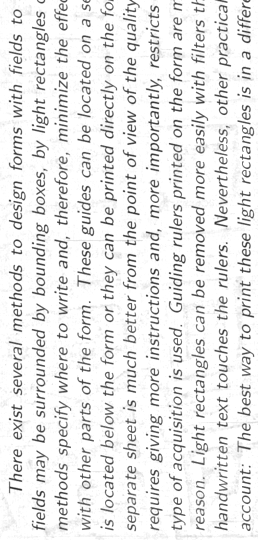 There exist several methods to design forms with fields to
fields may be surrounded by bounding boxes, by light rectangles
methods specify where to write and, therefore, minimize the effec
with other parts of the form. These guides can be located on a se
is located below the form or they can be printed directly on the for
separate sheet is much better from the point of view of the quality
requires giving more instructions and, more importantly, restricts
type of acquisition is used. Guiding rulers printed on the form are m
reason. Light rectangles can be removed more easily with filters th
handwritten text touches the rulers. Nevertheless, other practical
account: The best way to print these light rectangles is in a differe